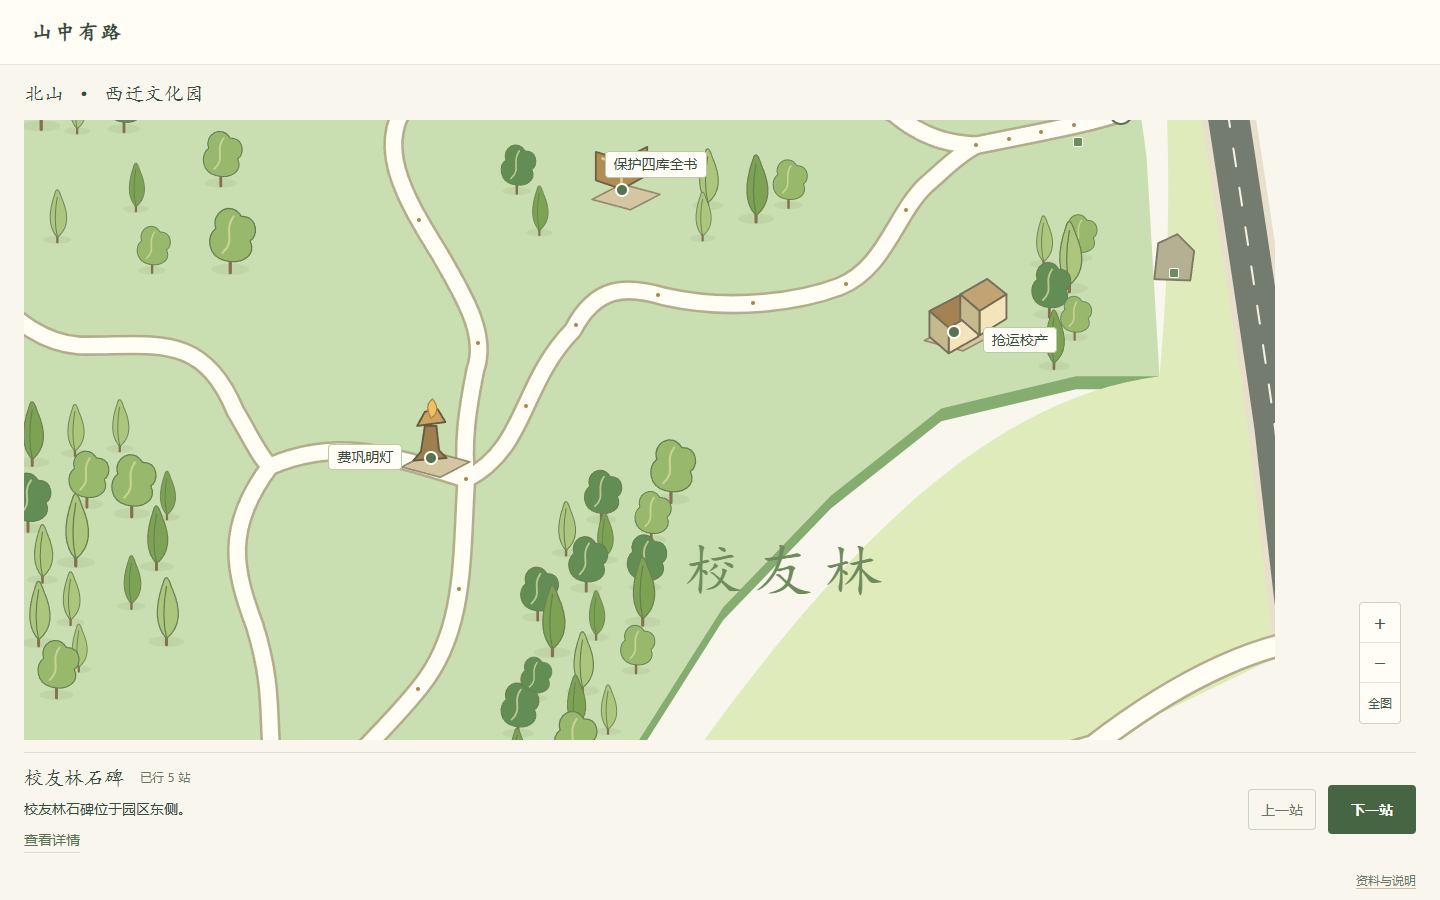 山中有路
北山 • 西迁文化园
保护四库全书
抢运校产
费巩明灯
校友林
+
−
全图
校友林石碑 已行 5 站
校友林石碑位于园区东侧。
查看详情
上一站
下一站
资料与说明